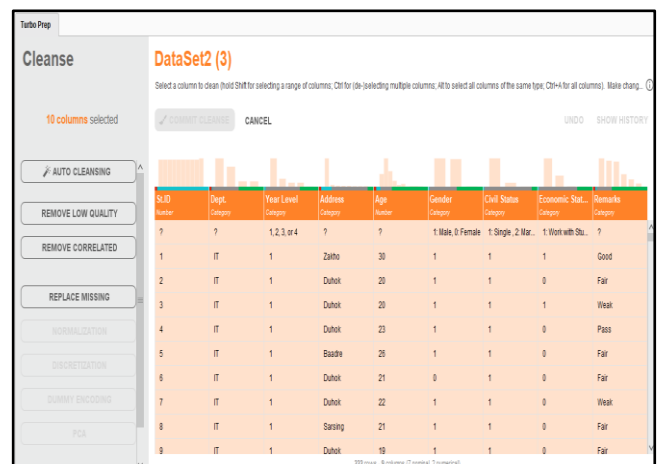 Turbo Prep
Cleanse
10 columns selected
AUTO CLEANSING
REMOVE LOW QUALITY
REMOVE CORRELATED
REPLACE MISSING
NORMALIZATION
DISCRETIZATION
DUMMY ENCODING
PCA
DataSet2 (3)
Select a column to clean (hold Shift for selecting a range of columns; Ctrl for (de-)selecting multiple columns; Alt to select all columns of the same type; Ctrl+A for all columns). Make chang...
COMMIT CLEANSE CANCEL UNDO SHOW HISTORY
St.ID Dept. Year Level Address Age Gender Civil Status Economic Stat... Remarks
Number Category Category Category Number Category Category Category Category
? ? 1, 2, 3, or 4 ? ? 1: Male, 0: Female 1: Single , 2: Mar... 1: Work with Stu... ?
1 IT 1 Zakho 30 1 1 1 Good
2 IT 1 Duhok 20 1 1 0 Fair
3 IT 1 Duhok 20 1 1 1 Weak
4 IT 1 Duhok 23 1 1 0 Pass
5 IT 1 Baadre 26 1 1 0 Fair
6 IT 1 Duhok 21 0 1 0 Fair
7 IT 1 Duhok 22 1 1 0 Weak
8 IT 1 Sarsing 21 1 1 0 Fair
9 IT 1 Duhok 19 1 1 0 Fair